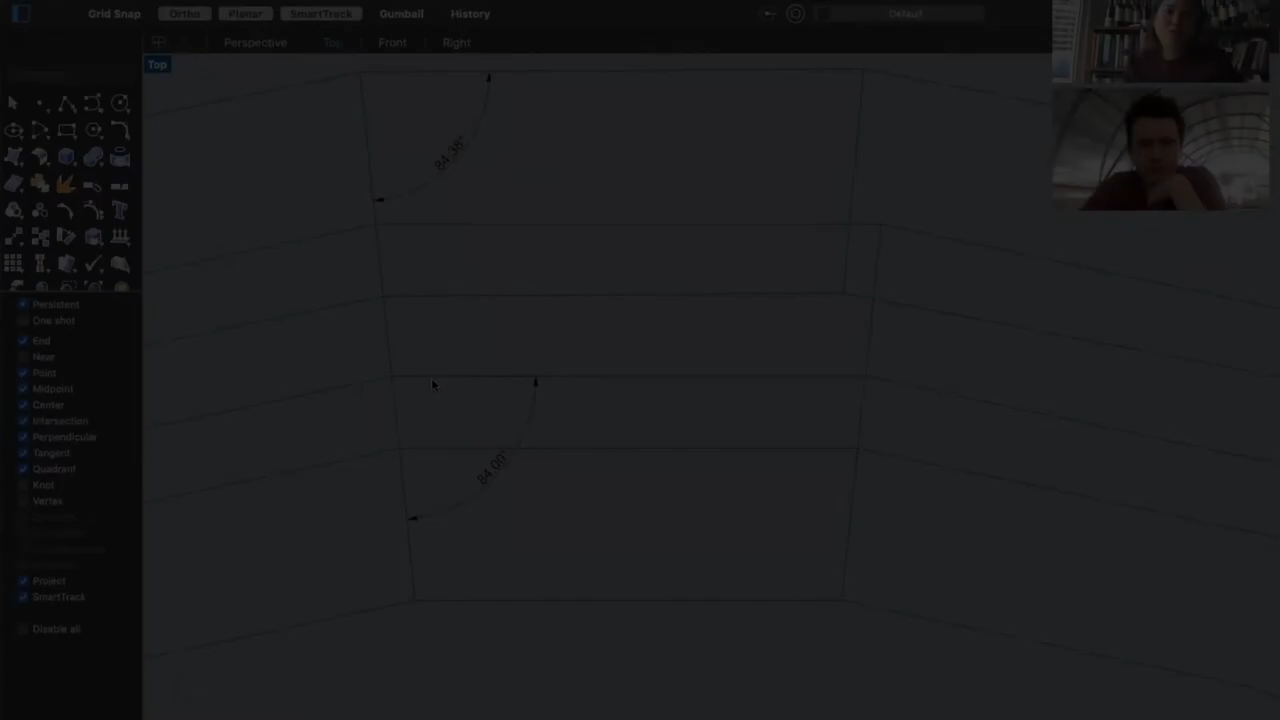 Grid Snap Ortho Planar SmartTrack Gumball History Default
Perspective Top Front Right
Top
84.38°
84.00°
Persistent
One shot
End
Near
Point
Midpoint
Center
Intersection
Perpendicular
Tangent
Quadrant
Knot
Vertex
Project
SmartTrack
Disable all